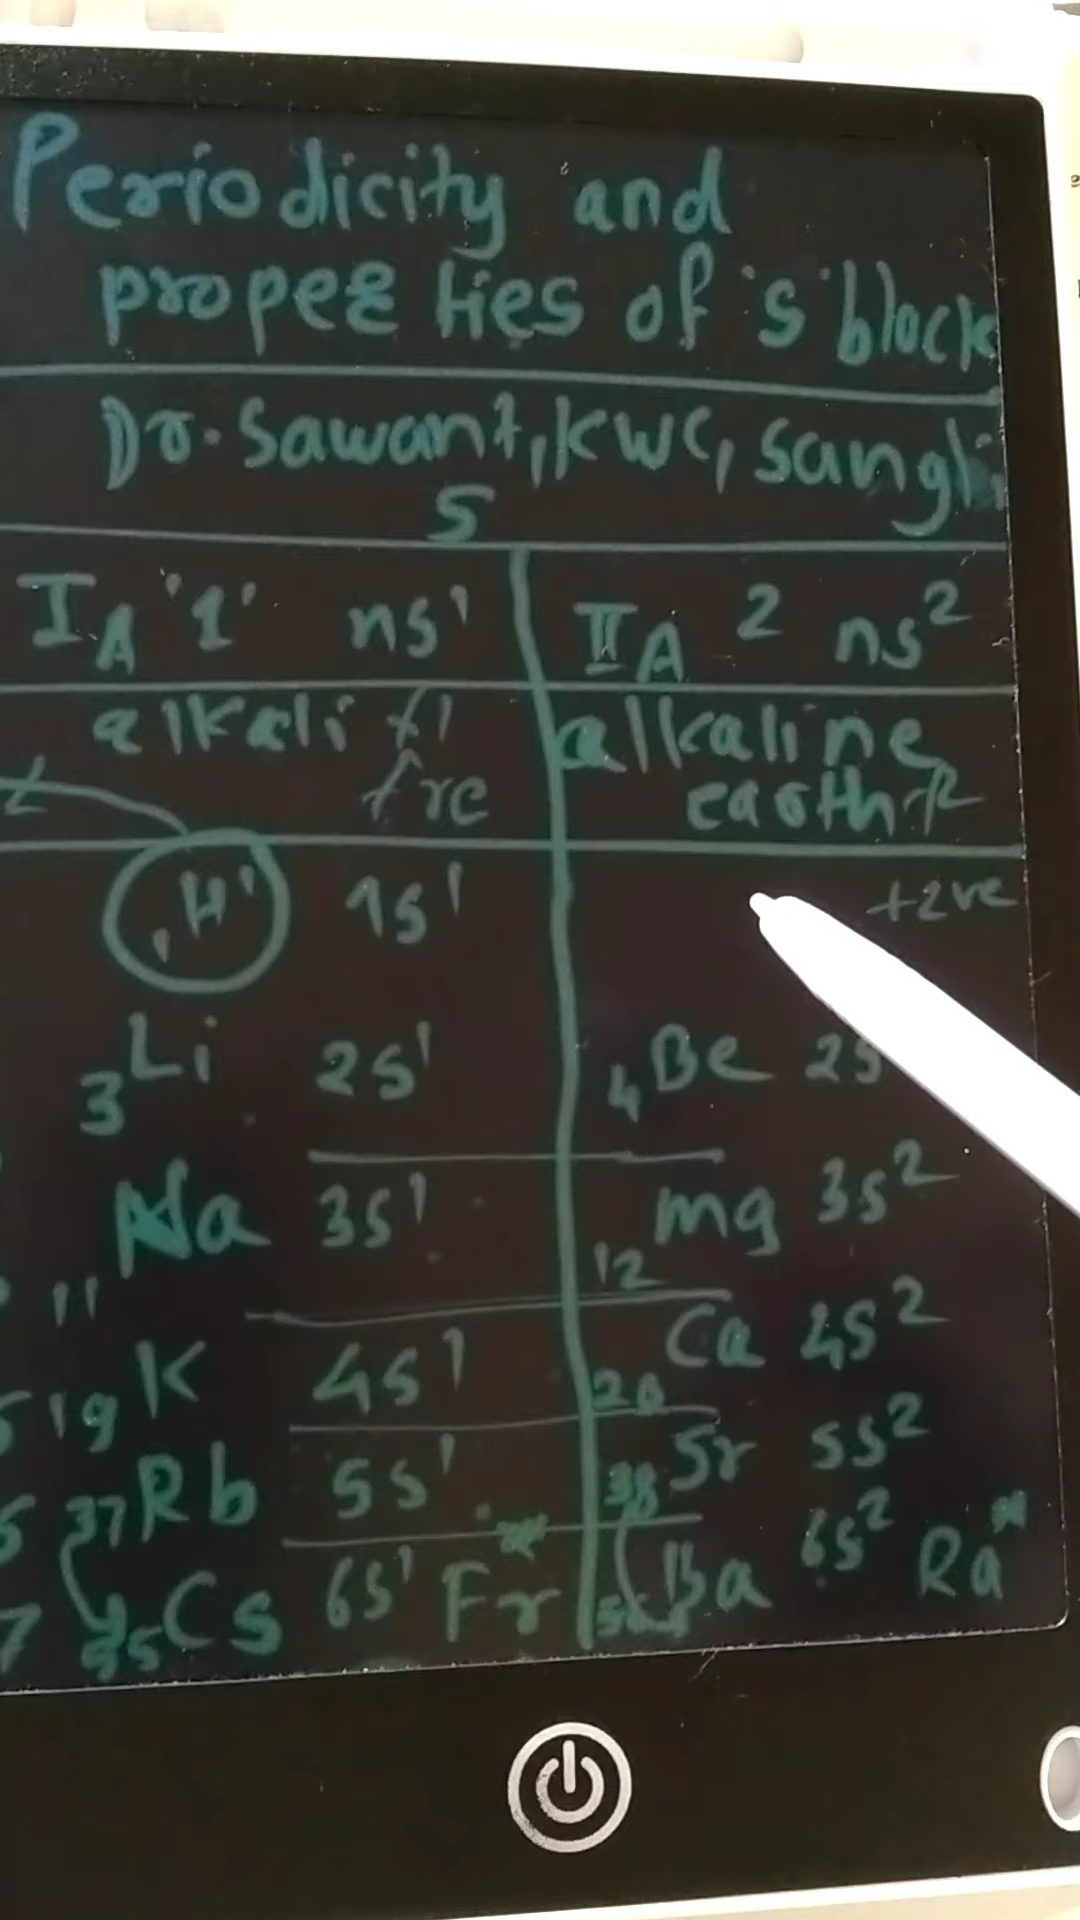 Periodicity and
properties of 's' block
Dr. Sawant, KWC, Sangli
S
IA '1' ns¹ IIA 2 ns²
alkali +1 alkaline
+ve earth
₁H¹ 1s¹ +2ve
₃Li 2s¹ ₄Be 2s
₁₁Na 3s¹ ₁₂Mg 3s²
₁₉K 4s¹ ₂₀Ca 4s²
₃₇Rb 5s¹ ₃₈Sr 5s²
₅₅Cs 6s¹ Fr* Ba 6s² Ra*